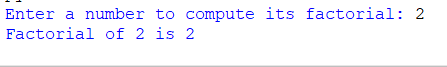 Enter a number to compute its factorial: 2
Factorial of 2 is 2